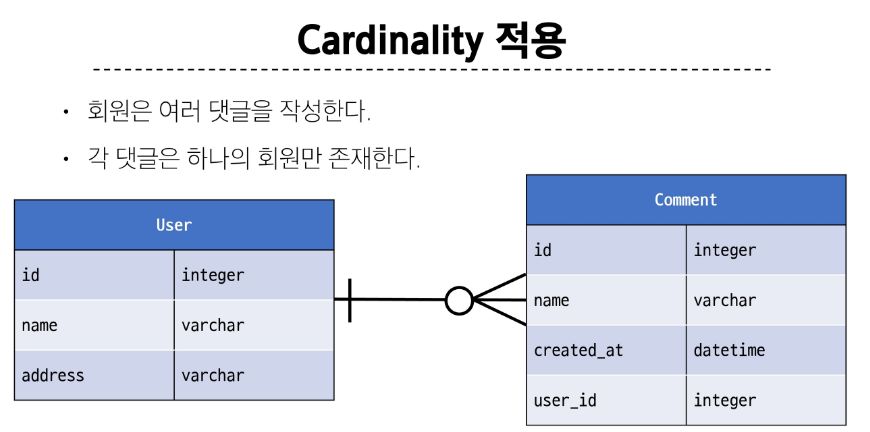 Cardinality 적용
• 회원은 여러 댓글을 작성한다.
• 각 댓글은 하나의 회원만 존재한다.
User
id integer
name varchar
address varchar
Comment
id integer
name varchar
created_at datetime
user_id integer